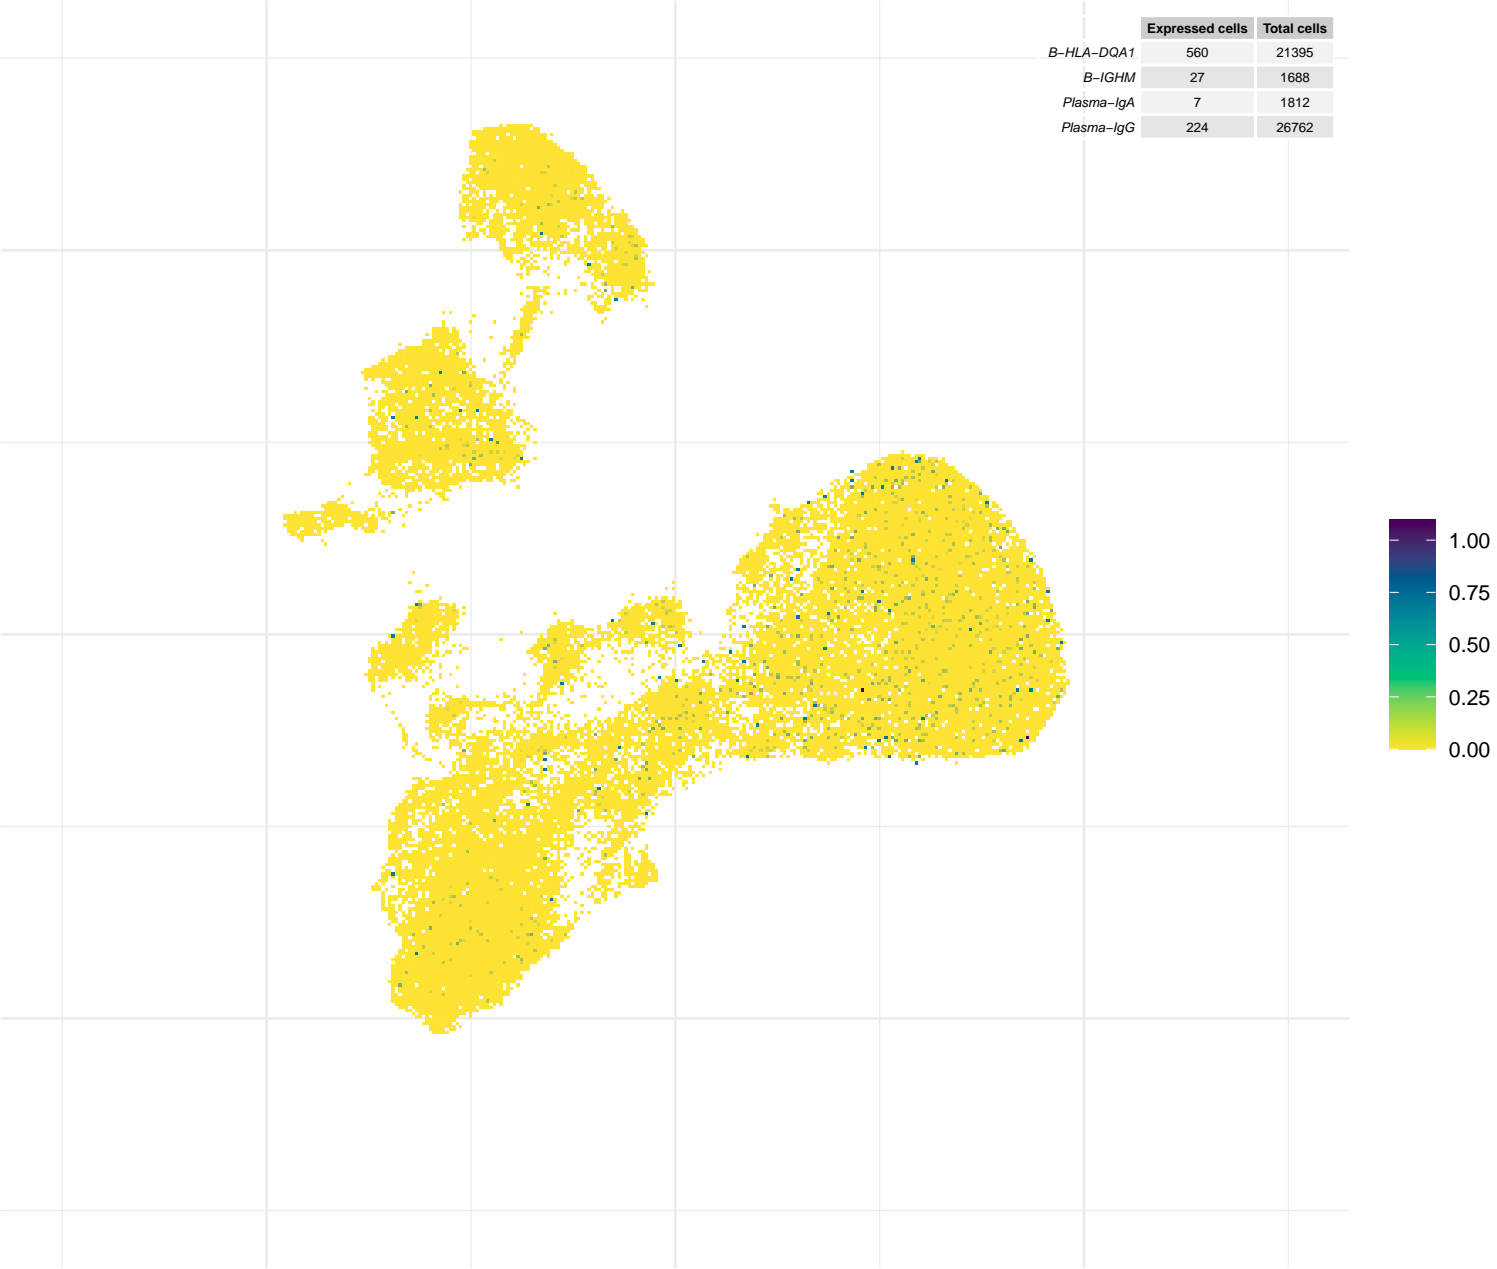 Expressed cells Total cells
B−HLA−DQA1 560 21395
B−IGHM 27 1688
Plasma−IgA 7 1812
Plasma−IgG 224 26762
1.00
0.75
0.50
0.25
0.00